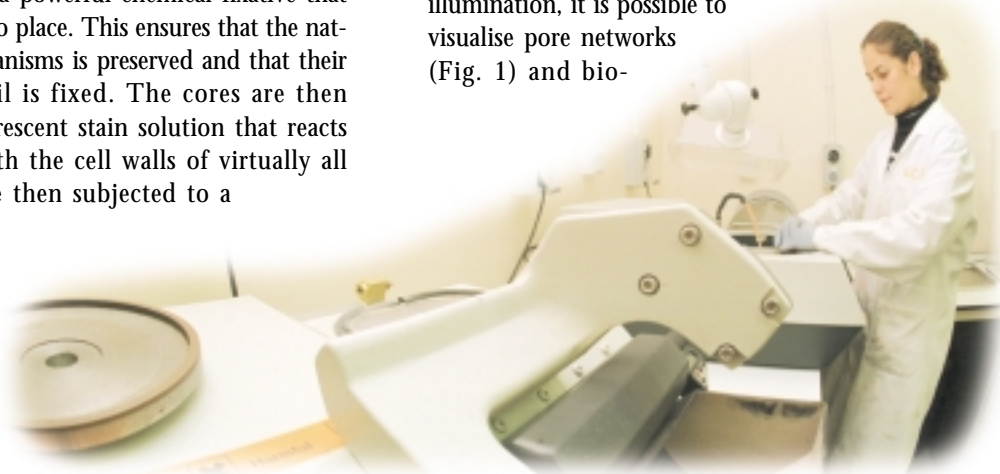 a powerful chemical fixative that
o place. This ensures that the nat-
anisms is preserved and that their
il is fixed. The cores are then
rescent stain solution that reacts
th the cell walls of virtually all
e then subjected to a
illumination, it is possible to
visualise pore networks
(Fig. 1) and bio-
Harmful